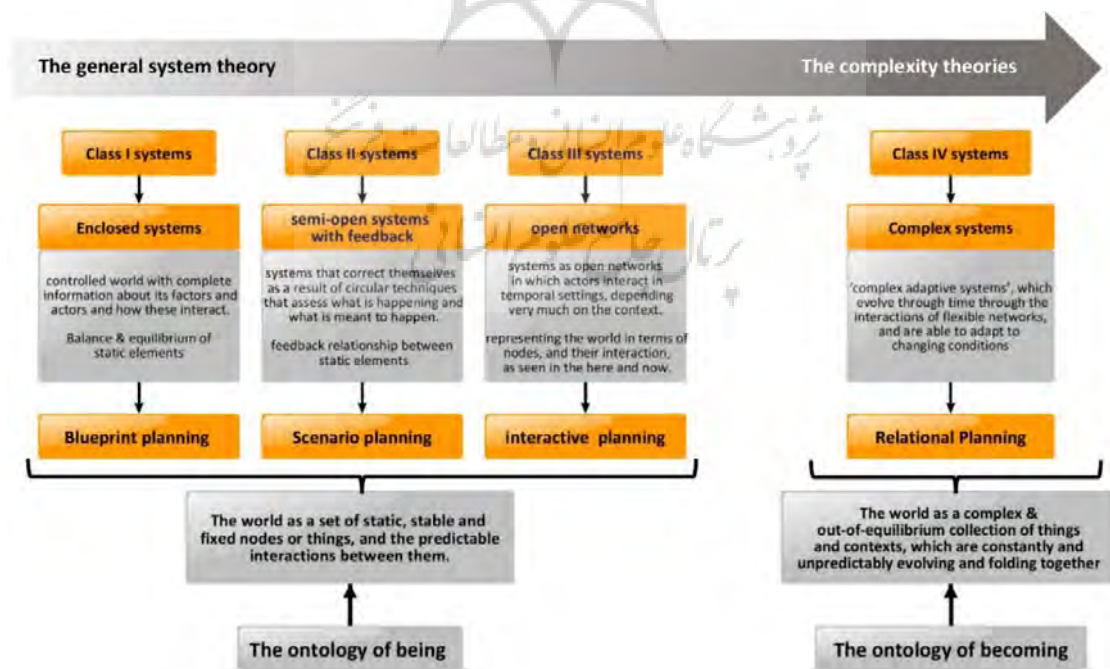 The general system theory
The complexity theories
پژوهشگاه علوم انسانی و مطالعات فرهنگی
پرتال جامع علوم انسانی
Class I systems
Enclosed systems
controlled world with complete
information about its factors and
actors and how these interact.
Balance & equilibrium of
static elements
Blueprint planning
Class II systems
semi-open systems
with feedback
systems that correct themselves
as a result of circular techniques
that assess what is happening and
what is meant to happen.
feedback relationship between
static elements
Scenario planning
Class III systems
open networks
systems as open networks
in which actors interact in
temporal settings, depending
very much on the context.
representing the world in terms of
nodes, and their interaction,
as seen in the here and now.
Interactive planning
Class IV systems
Complex systems
'complex adaptive systems', which
evolve through time through the
interactions of flexible networks,
and are able to adapt to
changing conditions
Relational Planning
The world as a set of static, stable and
fixed nodes or things, and the predictable
interactions between them.
The ontology of being
The world as a complex &
out-of-equilibrium collection of things
and contexts, which are constantly and
unpredictably evolving and folding together
The ontology of becoming